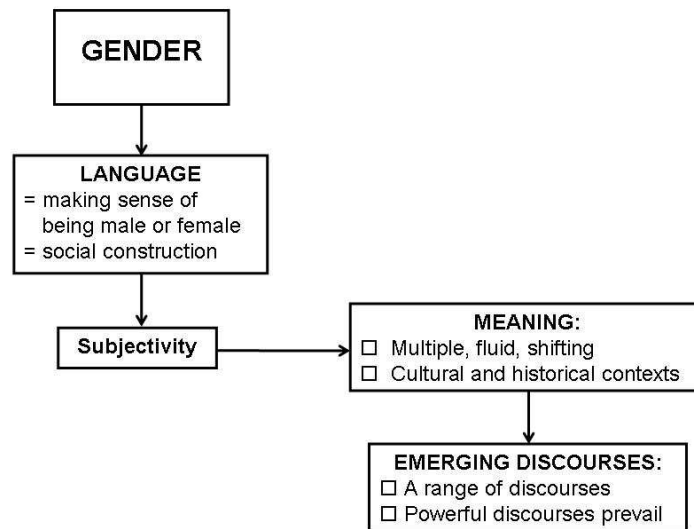 GENDER
LANGUAGE
= making sense of
being male or female
= social construction
Subjectivity
MEANING:
□ Multiple, fluid, shifting
□ Cultural and historical contexts
EMERGING DISCOURSES:
□ A range of discourses
□ Powerful discourses prevail